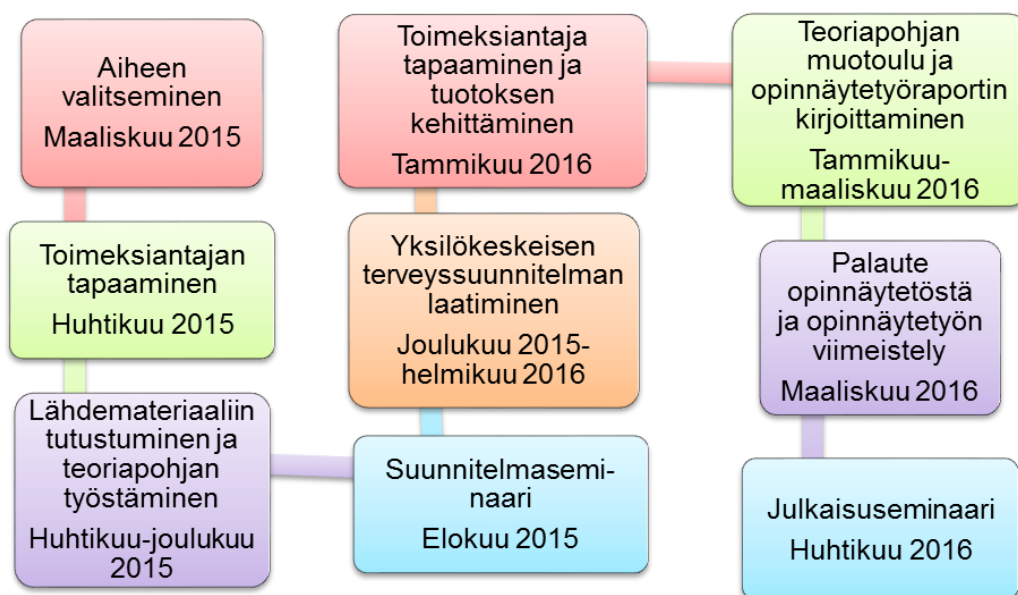 Aiheen
valitseminen
Maaliskuu 2015
Toimeksiantajan
tapaaminen
Huhtikuu 2015
Lähdemateriaaliin
tutustuminen ja
teoriapohjan
työstäminen
Huhtikuu-joulukuu
2015
Suunnitelmasemi-
naari
Elokuu 2015
Yksilökeskeisen
terveyssuunnitelman
laatiminen
Joulukuu 2015-
helmikuu 2016
Toimeksiantaja
tapaaminen ja
tuotoksen
kehittäminen
Tammikuu 2016
Teoriapohjan
muotoulu ja
opinnäytetyöraportin
kirjoittaminen
Tammikuu-
maaliskuu 2016
Palaute
opinnäytetöstä
ja opinnäytetyön
viimeistely
Maaliskuu 2016
Julkaisuseminaari
Huhtikuu 2016